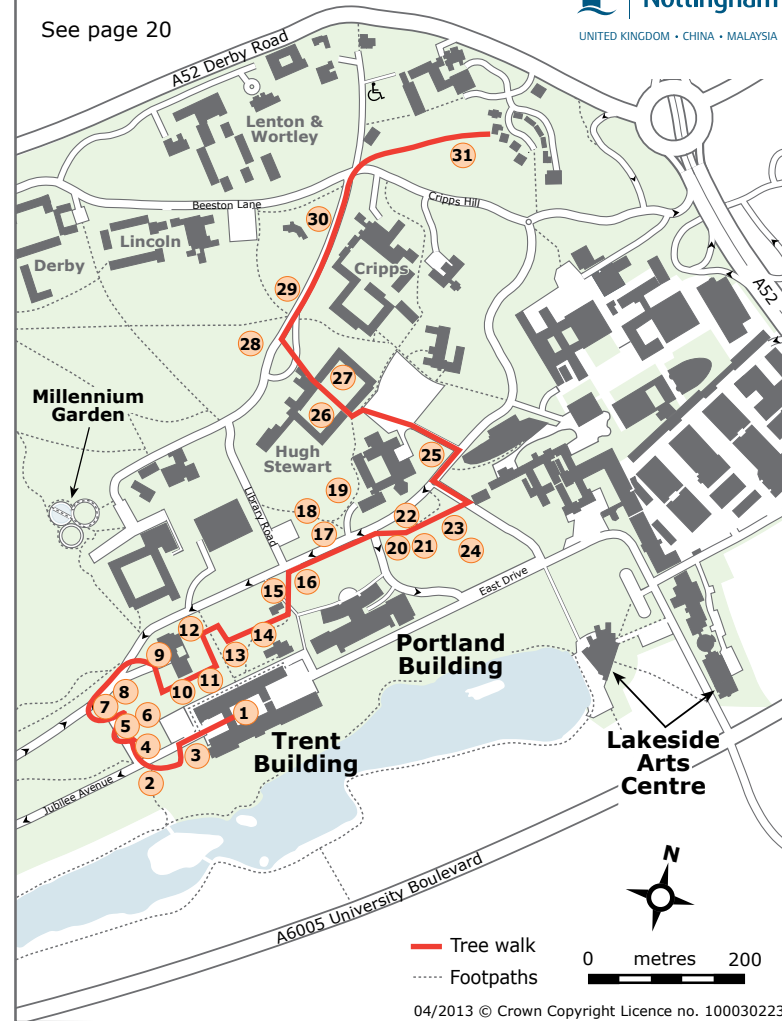 See page 20
Nottingham
UNITED KINGDOM • CHINA • MALAYSIA
A52 Derby Road
Lenton &
Wortley
31
Beeston Lane
30
Cripps Hill
Lincoln
Derby
Cripps
29
A52
28
27
Millennium
Garden
26
Hugh
Stewart
25
19
18
Library Road
22
17
23
20
21
24
16
15
East Drive
12
14
9
13
Portland
Building
11
10
8
7
6
1
5
4
3
Trent
Building
Lakeside
Arts
Centre
2
Jubilee Avenue
N
A6005 University Boulevard
Tree walk
0 metres 200
Footpaths
04/2013 © Crown Copyright Licence no. 100030223